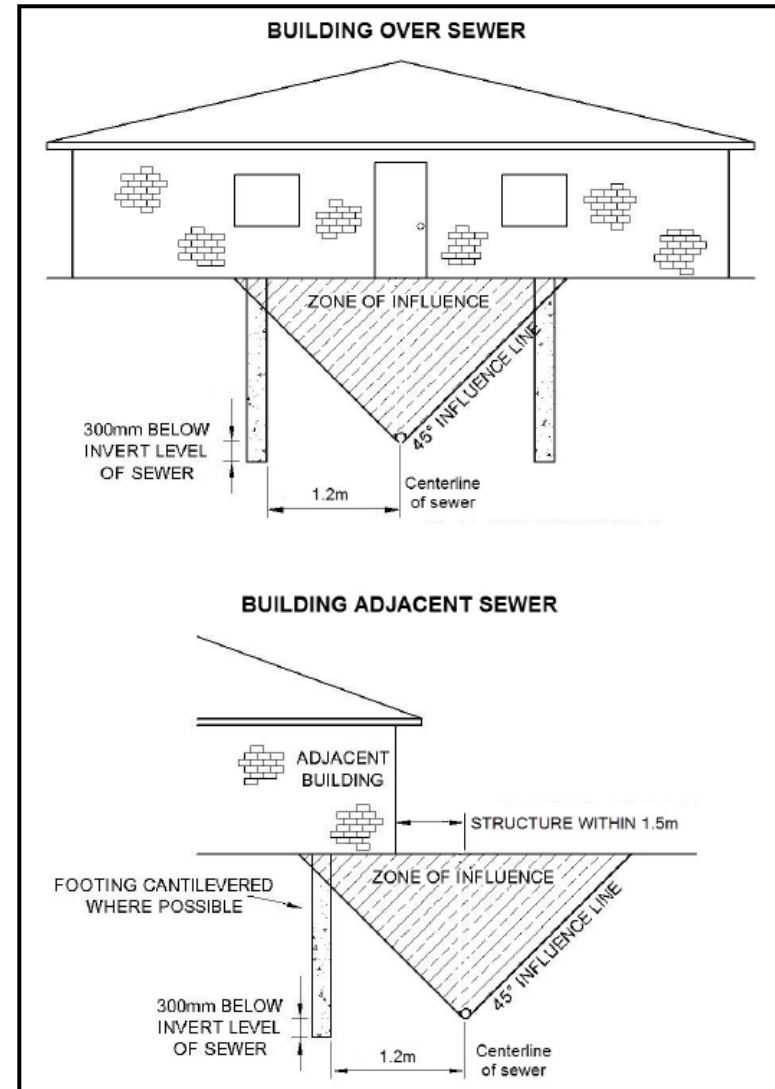 BUILDING OVER SEWER
ZONE OF INFLUENCE
45° INFLUENCE LINE
300mm BELOW
INVERT LEVEL
OF SEWER
1.2m
Centerline
of sewer
BUILDING ADJACENT SEWER
ADJACENT
BUILDING
STRUCTURE WITHIN 1.5m
FOOTING CANTILEVERED
WHERE POSSIBLE
ZONE OF INFLUENCE
45° INFLUENCE LINE
300mm BELOW
INVERT LEVEL
OF SEWER
1.2m
Centerline
of sewer